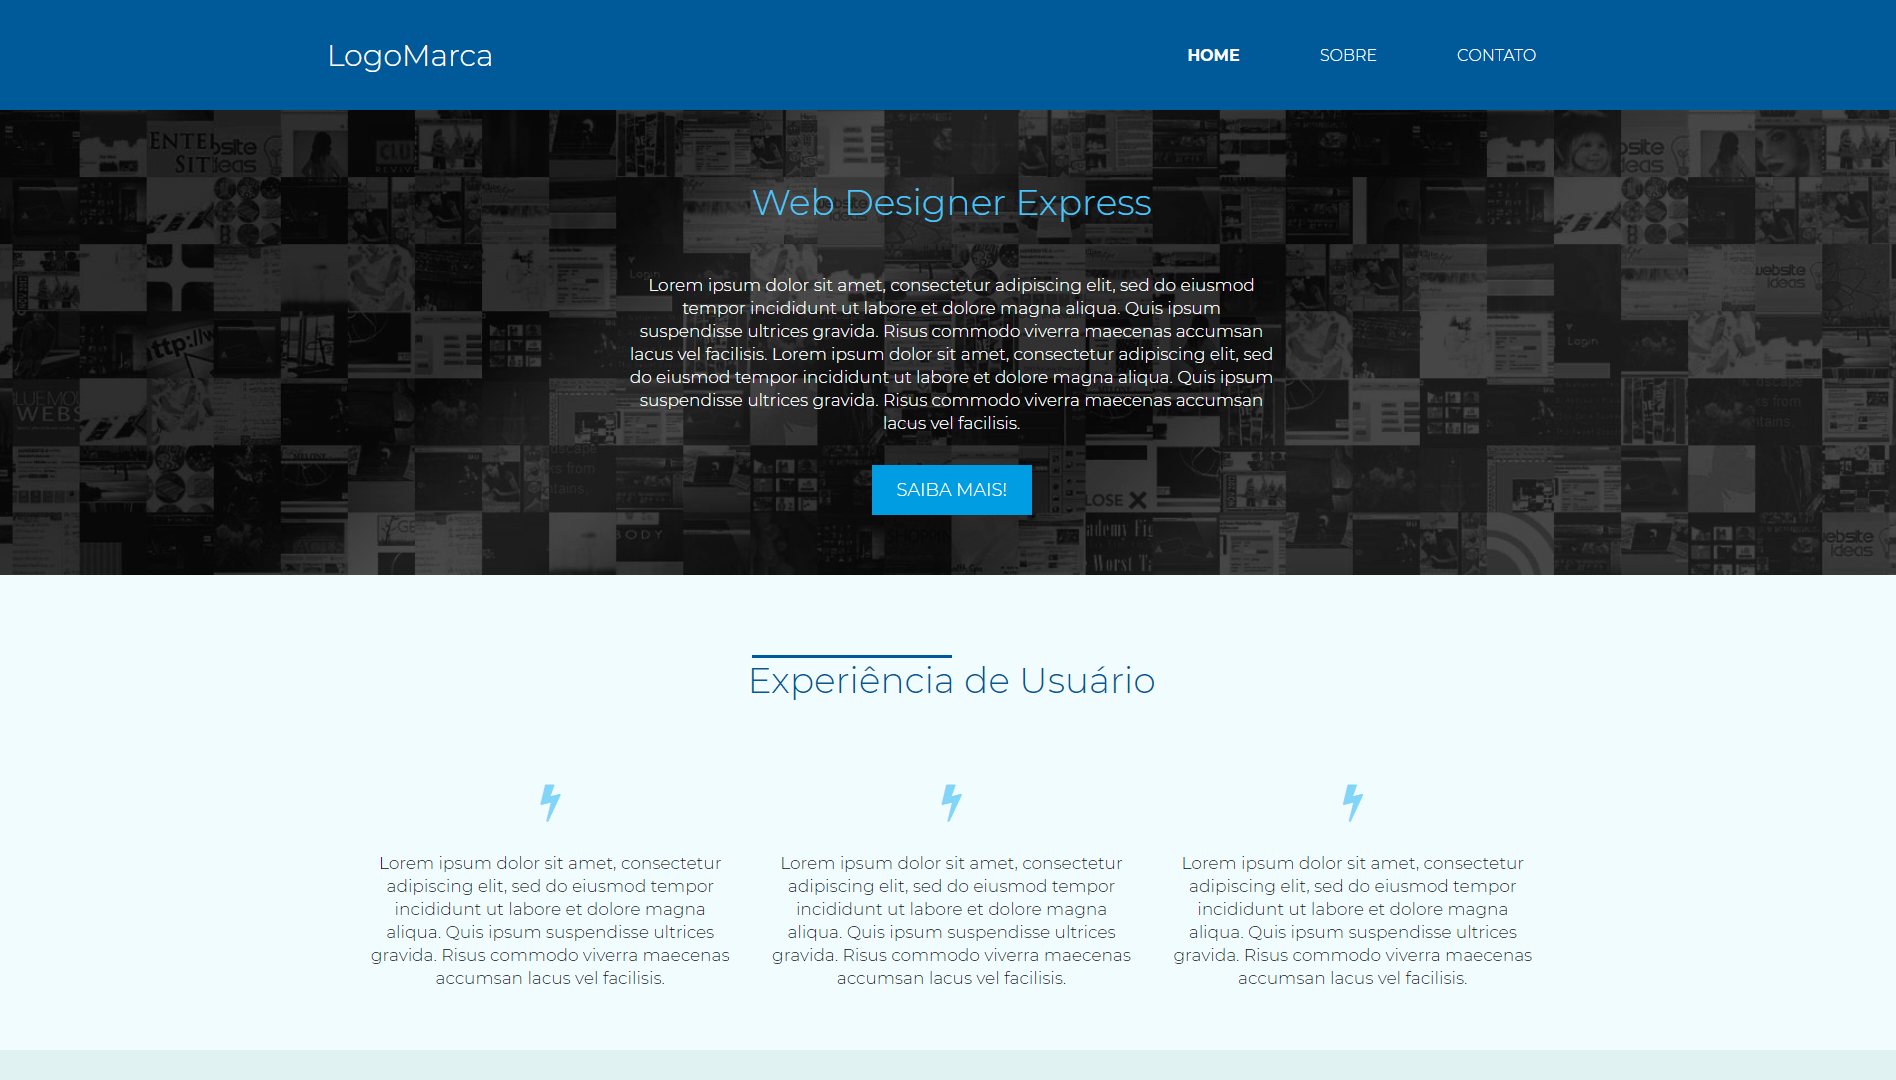 LogoMarca
HOME SOBRE CONTATO
Web Designer Express
Lorem ipsum dolor sit amet, consectetur adipiscing elit, sed do eiusmod
tempor incididunt ut labore et dolore magna aliqua. Quis ipsum
suspendisse ultrices gravida. Risus commodo viverra maecenas accumsan
lacus vel facilisis. Lorem ipsum dolor sit amet, consectetur adipiscing elit, sed
do eiusmod tempor incididunt ut labore et dolore magna aliqua. Quis ipsum
suspendisse ultrices gravida. Risus commodo viverra maecenas accumsan
lacus vel facilisis.
SAIBA MAIS!
Experiência de Usuário
Lorem ipsum dolor sit amet, consectetur
adipiscing elit, sed do eiusmod tempor
incididunt ut labore et dolore magna
aliqua. Quis ipsum suspendisse ultrices
gravida. Risus commodo viverra maecenas
accumsan lacus vel facilisis.
Lorem ipsum dolor sit amet, consectetur
adipiscing elit, sed do eiusmod tempor
incididunt ut labore et dolore magna
aliqua. Quis ipsum suspendisse ultrices
gravida. Risus commodo viverra maecenas
accumsan lacus vel facilisis.
Lorem ipsum dolor sit amet, consectetur
adipiscing elit, sed do eiusmod tempor
incididunt ut labore et dolore magna
aliqua. Quis ipsum suspendisse ultrices
gravida. Risus commodo viverra maecenas
accumsan lacus vel facilisis.